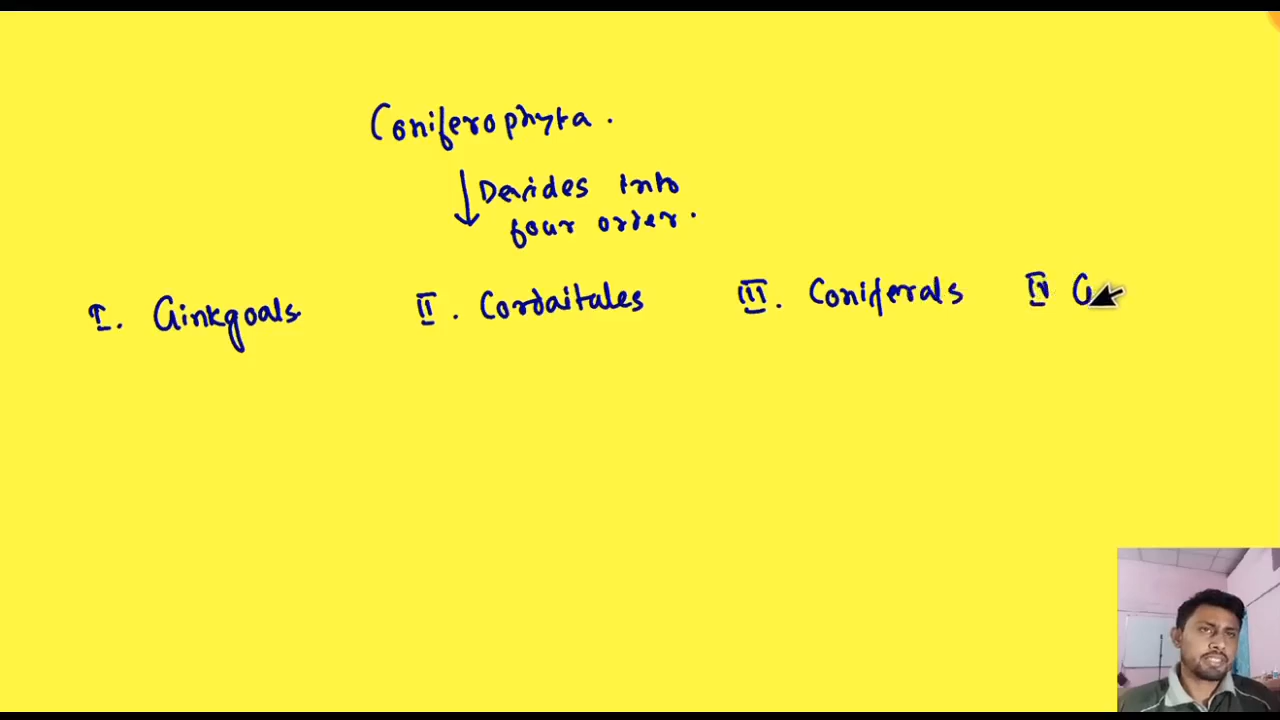 Coniferophyta.
Devides into
four order.
I. Ginkgoals. II. Cordaitales III. Coniferals IV G